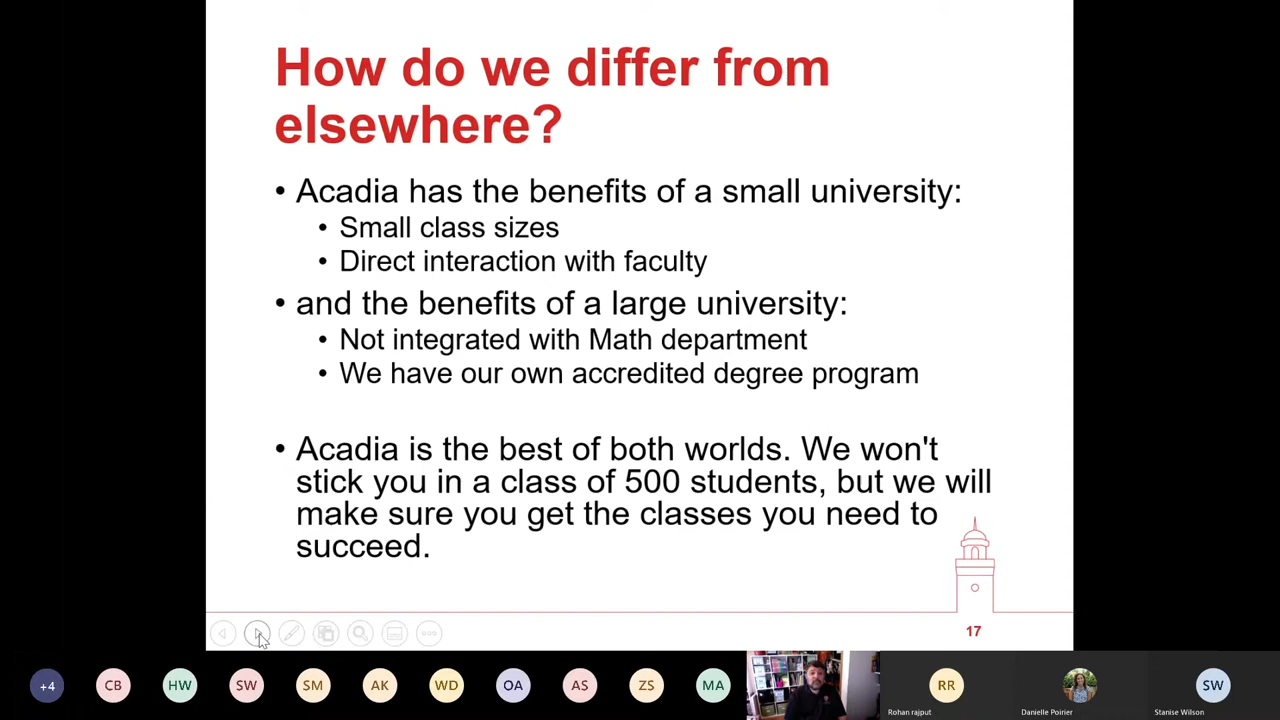 How do we differ from
elsewhere?
• Acadia has the benefits of a small university:
• Small class sizes
• Direct interaction with faculty
• and the benefits of a large university:
• Not integrated with Math department
• We have our own accredited degree program
• Acadia is the best of both worlds. We won't
stick you in a class of 500 students, but we will
make sure you get the classes you need to
succeed.
17
+4 CB HW SW SM AK WD OA AS ZS MA RR SW
Rohan rajput Danielle Poirier Stanise Wilson